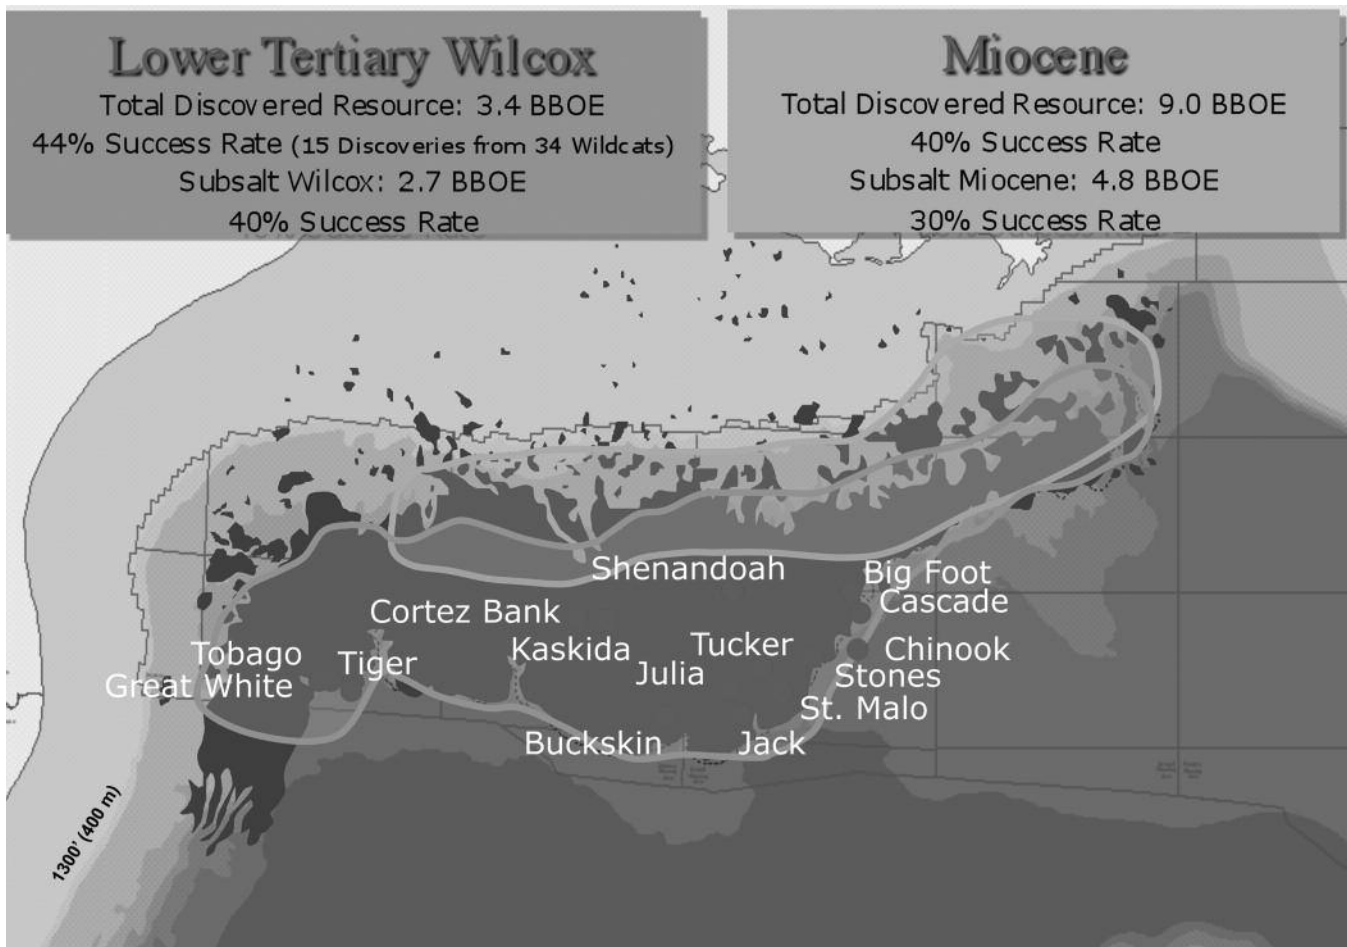 Lower Tertiary Wilcox
Total Discovered Resource: 3.4 BBOE
44% Success Rate (15 Discoveries from 34 Wildcats)
Subsalt Wilcox: 2.7 BBOE
40% Success Rate
Miocene
Total Discovered Resource: 9.0 BBOE
40% Success Rate
Subsalt Miocene: 4.8 BBOE
30% Success Rate
Shenandoah
Big Foot
Cascade
Cortez Bank
Kaskida
Tucker
Chinook
Tobago
Tiger
Julia
Stones
Great White
St. Malo
Buckskin
Jack
1300' (400 m)